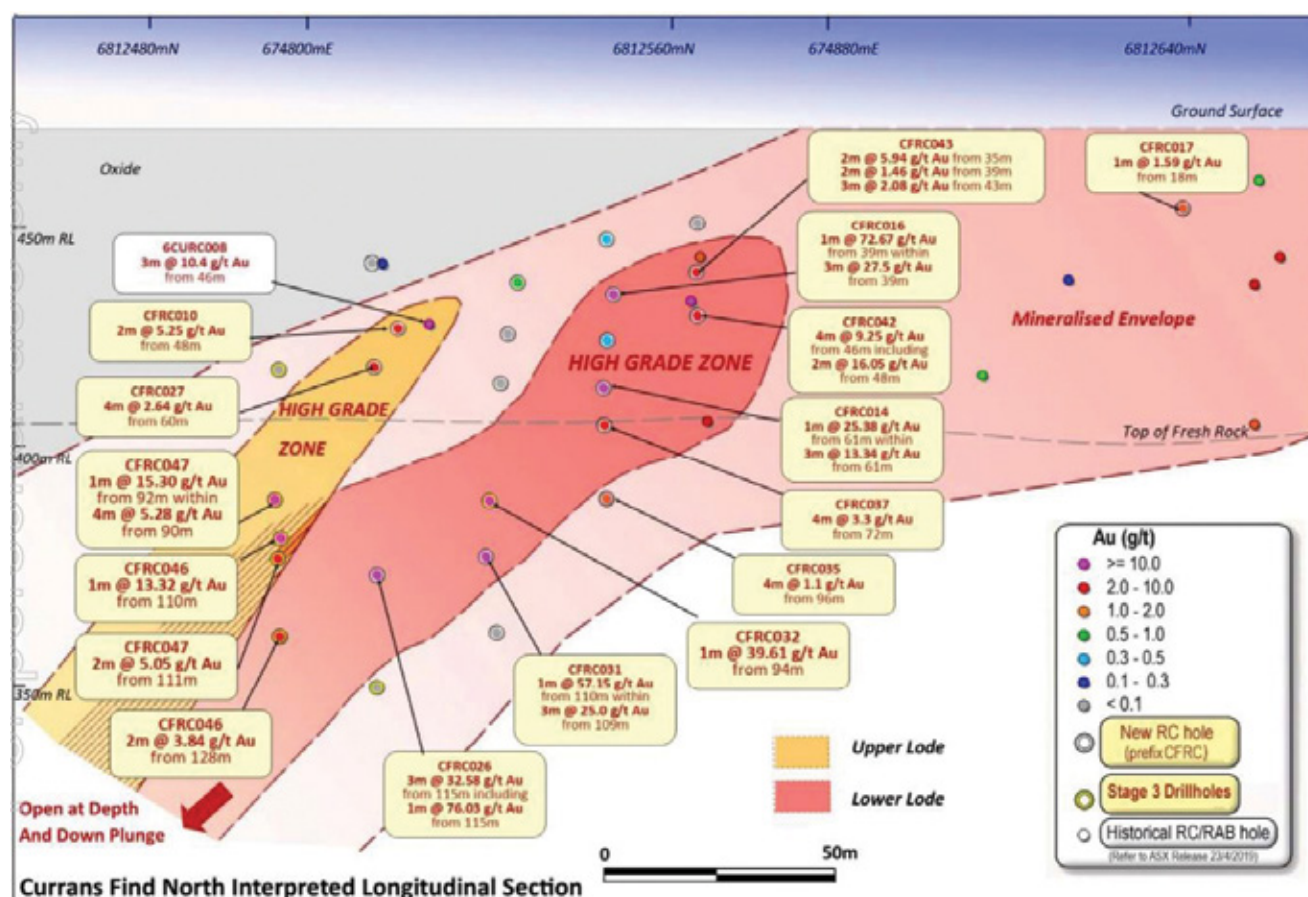 6812480mN
674800mE
6812560mN
674880mE
6812640mN
Ground Surface
Oxide
CFRC043
2m @ 5.94 g/t Au from 35m
2m @ 1.46 g/t Au from 39m
3m @ 2.08 g/t Au from 43m
CFRC017
1m @ 1.59 g/t Au
from 18m
450m RL
6CURC008
3m @ 10.4 g/t Au
from 46m
CFRC016
1m @ 72.67 g/t Au
from 39m within
3m @ 27.5 g/t Au
from 39m
CFRC010
2m @ 5.25 g/t Au
from 48m
Mineralised Envelope
CFRC042
4m @ 9.25 g/t Au
from 46m including
2m @ 16.05 g/t Au
from 48m
HIGH GRADE ZONE
CFRC027
4m @ 2.64 g/t Au
from 60m
HIGH GRADE
ZONE
CFRC014
1m @ 25.38 g/t Au
from 61m within
3m @ 13.34 g/t Au
from 61m
Top of Fresh Rock
400m RL
CFRC047
1m @ 15.30 g/t Au
from 92m within
4m @ 5.28 g/t Au
from 90m
CFRC037
4m @ 3.3 g/t Au
from 72m
CFRC046
1m @ 13.32 g/t Au
from 110m
CFRC035
4m @ 1.1 g/t Au
from 96m
CFRC032
1m @ 39.61 g/t Au
from 94m
CFRC047
2m @ 5.05 g/t Au
from 111m
CFRC031
1m @ 57.15 g/t Au
from 110m within
3m @ 25.0 g/t Au
from 109m
350m RL
CFRC046
2m @ 3.84 g/t Au
from 128m
CFRC026
3m @ 32.58 g/t Au
from 115m including
1m @ 76.03 g/t Au
from 115m
Upper Lode
Lower Lode
Open at Depth
And Down Plunge
0 50m
Au (g/t)
>= 10.0
2.0 - 10.0
1.0 - 2.0
0.5 - 1.0
0.3 - 0.5
0.1 - 0.3
< 0.1
New RC hole
(prefix CFRC)
Stage 3 Drillholes
Historical RC/RAB hole
(Refer to ASX Release 23/4/2019)
Currans Find North Interpreted Longitudinal Section